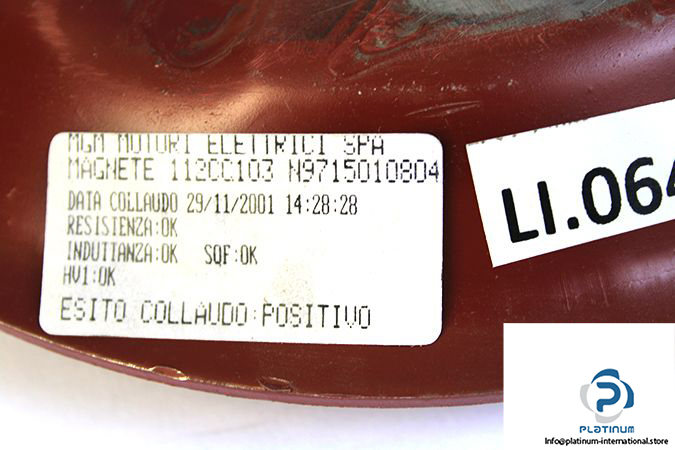 MGM MOTORI ELETTRICI SPA
MAGNETE 112CC103 N9715010804
DATA COLLAUDO 29/11/2001 14:28:28
RESISIENZA:OK
INDUTTANZA:OK SQF:OK
HV1:OK
ESITO COLLAUDO:POSITIVO
LI.064
PLATINUM
Info@platinum-international.store